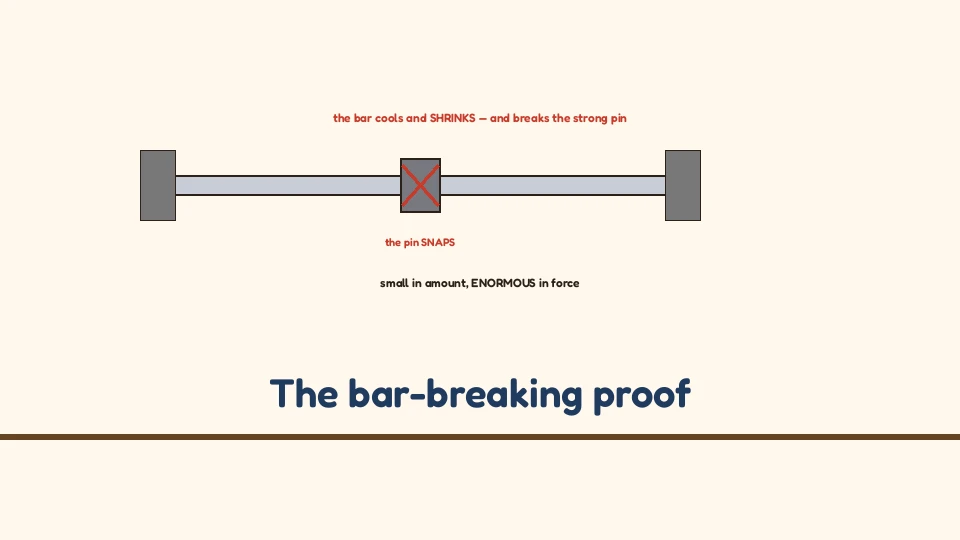 the bar cools and SHRINKS — and breaks the strong pin
the pin SNAPS
small in amount, ENORMOUS in force
The bar-breaking proof